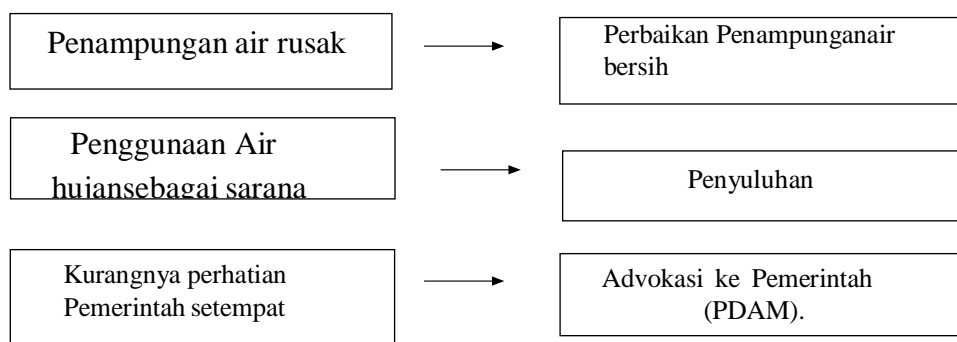 Penampungan air rusak
Perbaikan Penampunganair
bersih
Penggunaan Air
hujansebagai sarana
Penyuluhan
Kurangnya perhatian
Pemerintah setempat
Advokasi ke Pemerintah
(PDAM).